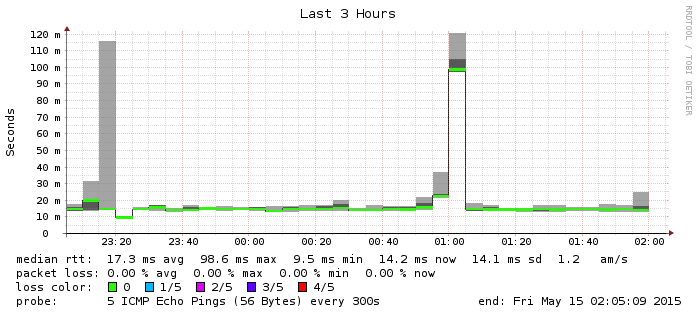 Last 3 Hours
RRDTOOL / TOBI OETIKER
Seconds
120 m
110 m
100 m
90 m
80 m
70 m
60 m
50 m
40 m
30 m
20 m
10 m
0
23:20 23:40 00:00 00:20 00:40 01:00 01:20 01:40 02:00
median rtt: 17.3 ms avg 98.6 ms max 9.5 ms min 14.2 ms now 14.1 ms sd 1.2 am/s
packet loss: 0.00 % avg 0.00 % max 0.00 % min 0.00 % now
loss color: 0 1/5 2/5 3/5 4/5
probe: 5 ICMP Echo Pings (56 Bytes) every 300s end: Fri May 15 02:05:09 2015